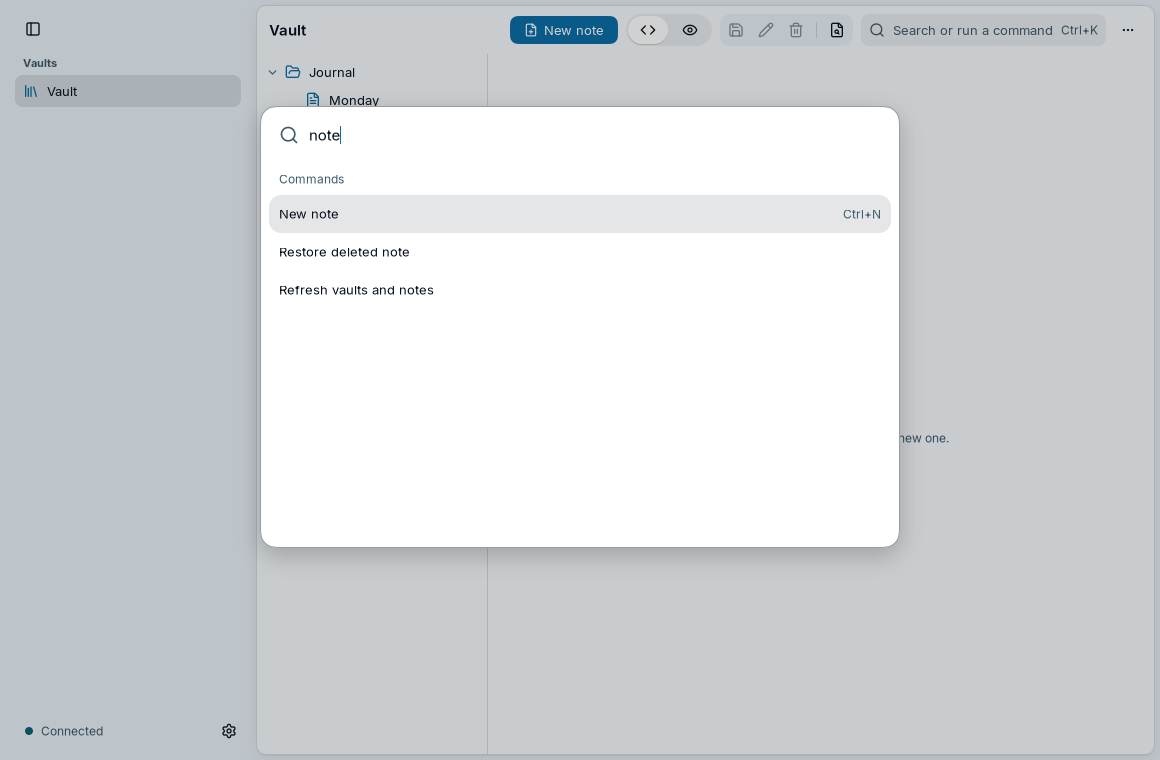 Vault
New note
Search or run a command Ctrl+K
Vaults
Vault
Journal
Monday
note
Commands
New note Ctrl+N
Restore deleted note
Refresh vaults and notes
new one.
Connected